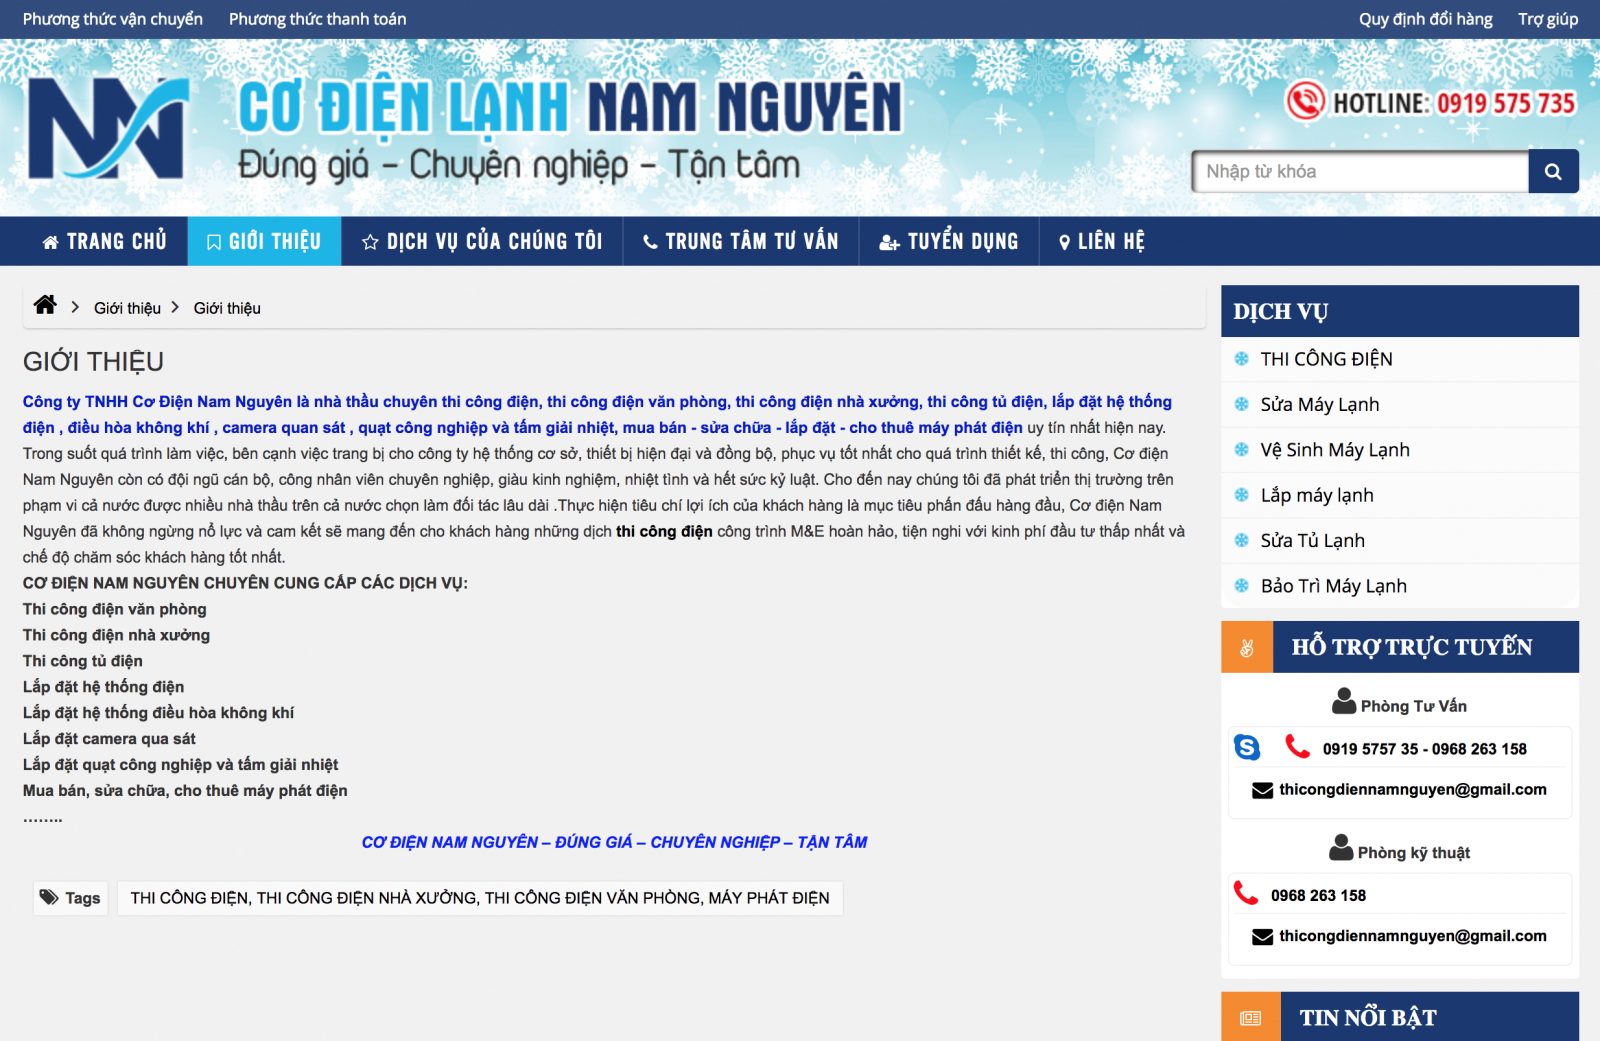 Phương thức vận chuyển Phương thức thanh toán Quy định đổi hàng Trợ giúp
CƠ ĐIỆN LẠNH NAM NGUYÊN
Đúng giá – Chuyên nghiệp – Tận tâm
HOTLINE: 0919 575 735
Nhập từ khóa
TRANG CHỦ GIỚI THIỆU DỊCH VỤ CỦA CHÚNG TÔI TRUNG TÂM TƯ VẤN TUYỂN DỤNG LIÊN HỆ
Giới thiệu Giới thiệu
GIỚI THIỆU
Công ty TNHH Cơ Điện Nam Nguyên là nhà thầu chuyên thi công điện, thi công điện văn phòng, thi công điện nhà xưởng, thi công tủ điện, lắp đặt hệ thống
điện , điều hòa không khí , camera quan sát , quạt công nghiệp và tấm giải nhiệt, mua bán - sửa chữa - lắp đặt - cho thuê máy phát điện uy tín nhất hiện nay.
Trong suốt quá trình làm việc, bên cạnh việc trang bị cho công ty hệ thống cơ sở, thiết bị hiện đại và đồng bộ, phục vụ tốt nhất cho quá trình thiết kế, thi công, Cơ điện
Nam Nguyên còn có đội ngũ cán bộ, công nhân viên chuyên nghiệp, giàu kinh nghiệm, nhiệt tình và hết sức kỷ luật. Cho đến nay chúng tôi đã phát triển thị trường trên
phạm vi cả nước được nhiều nhà thầu trên cả nước chọn làm đối tác lâu dài .Thực hiện tiêu chí lợi ích của khách hàng là mục tiêu phấn đấu hàng đầu, Cơ điện Nam
Nguyên đã không ngừng nổ lực và cam kết sẽ mang đến cho khách hàng những dịch thi công điện công trình M&E hoàn hảo, tiện nghi với kinh phí đầu tư thấp nhất và
chế độ chăm sóc khách hàng tốt nhất.
CƠ ĐIỆN NAM NGUYÊN CHUYÊN CUNG CẤP CÁC DỊCH VỤ:
Thi công điện văn phòng
Thi công điện nhà xưởng
Thi công tủ điện
Lắp đặt hệ thống điện
Lắp đặt hệ thống điều hòa không khí
Lắp đặt camera qua sát
Lắp đặt quạt công nghiệp và tấm giải nhiệt
Mua bán, sửa chữa, cho thuê máy phát điện
........
CƠ ĐIỆN NAM NGUYÊN – ĐÚNG GIÁ – CHUYÊN NGHIỆP – TẬN TÂM
Tags THI CÔNG ĐIỆN, THI CÔNG ĐIỆN NHÀ XƯỞNG, THI CÔNG ĐIỆN VĂN PHÒNG, MÁY PHÁT ĐIỆN
DỊCH VỤ
THI CÔNG ĐIỆN
Sửa Máy Lạnh
Vệ Sinh Máy Lạnh
Lắp máy lạnh
Sửa Tủ Lạnh
Bảo Trì Máy Lạnh
HỖ TRỢ TRỰC TUYẾN
Phòng Tư Vấn
0919 5757 35 - 0968 263 158
thicongdiennamnguyen@gmail.com
Phòng kỹ thuật
0968 263 158
thicongdiennamnguyen@gmail.com
TIN NỔI BẬT